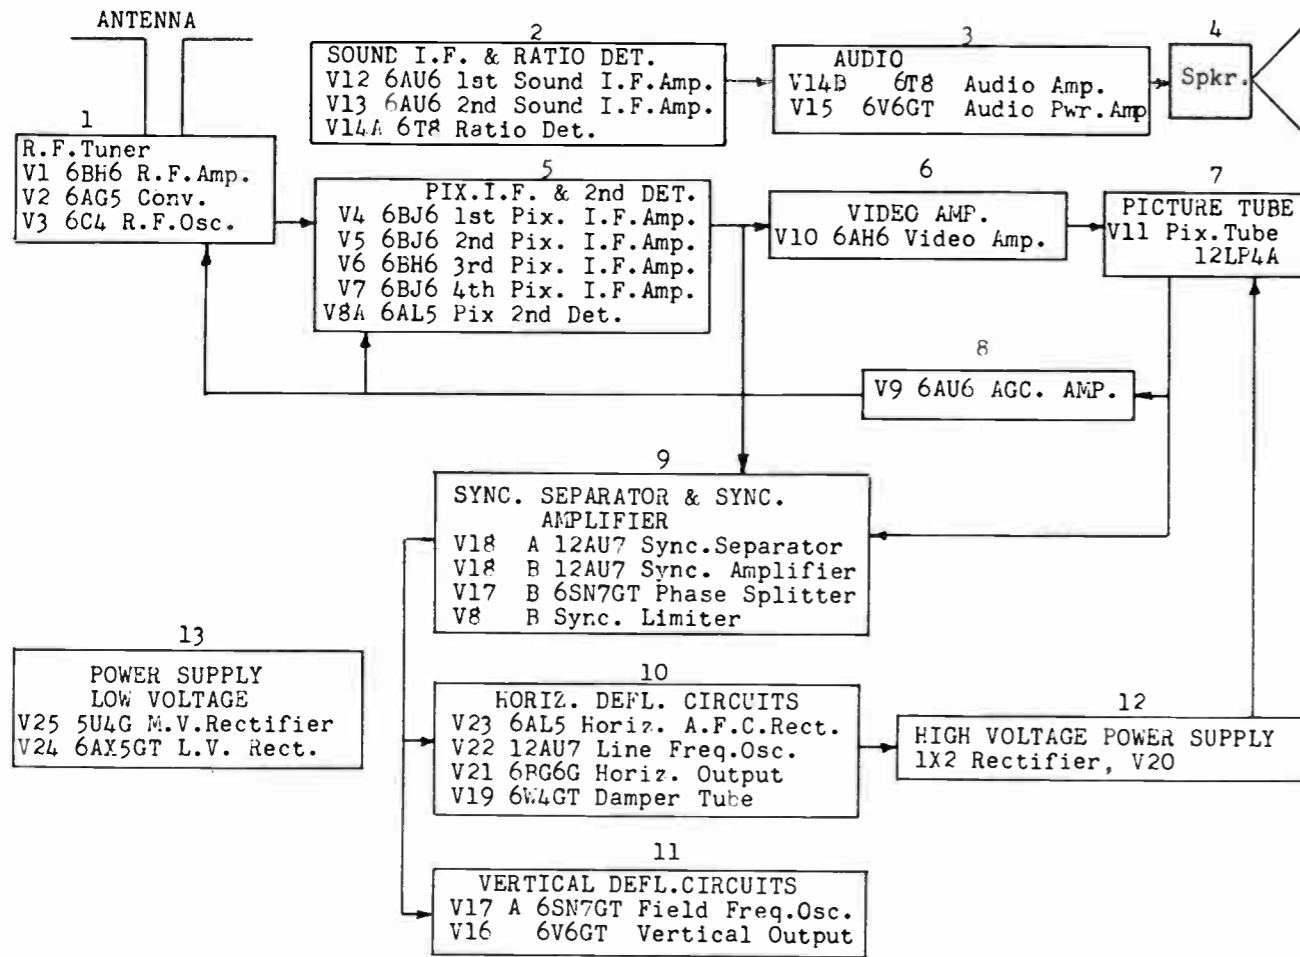 ANTENNA
1
R.F.Tuner
V1 6BH6 R.F.Amp.
V2 6AG5 Conv.
V3 6C4 R.F.Osc.
2
SOUND I.F. & RATIO DET.
V12 6AU6 1st Sound I.F.Amp.
V13 6AU6 2nd Sound I.F.Amp.
V14A 6T8 Ratio Det.
3
AUDIO
V14B 6T8 Audio Amp.
V15 6V6GT Audio Pwr.Amp
4
Spkr.
5
PIX.I.F. & 2nd DET.
V4 6BJ6 1st Pix. I.F.Amp.
V5 6BJ6 2nd Pix. I.F.Amp.
V6 6BH6 3rd Pix. I.F.Amp.
V7 6BJ6 4th Pix. I.F.Amp.
V8A 6AL5 Pix 2nd Det.
6
VIDEO AMP.
V10 6AH6 Video Amp.
7
PICTURE TUBE
V11 Pix.Tube
12LP4A
8
V9 6AU6 AGC. AMP.
9
SYNC. SEPARATOR & SYNC.
AMPLIFIER
V18 A 12AU7 Sync.Separator
V18 B 12AU7 Sync. Amplifier
V17 B 6SN7GT Phase Splitter
V8 B Sync. Limiter
10
HORIZ. DEFL. CIRCUITS
V23 6AL5 Horiz. A.F.C.Rect.
V22 12AU7 Line Freq.Osc.
V21 6BG6G Horiz. Output
V19 6W4GT Damper Tube
11
VERTICAL DEFL.CIRCUITS
V17 A 6SN7GT Field Freq.Osc.
V16 6V6GT Vertical Output
12
HIGH VOLTAGE POWER SUPPLY
1X2 Rectifier, V20
13
POWER SUPPLY
LOW VOLTAGE
V25 5U4G M.V.Rectifier
V24 6AX5GT L.V. Rect.